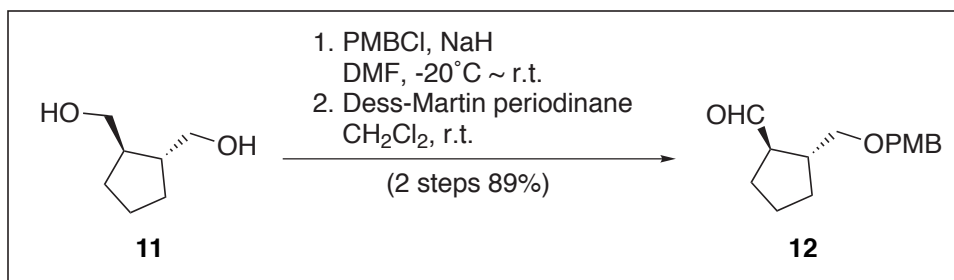 1. PMBCl, NaH
DMF, -20˚C ~ r.t.
2. Dess-Martin periodinane
CH2Cl2, r.t.
(2 steps 89%)
HO
OH
11
OHC
OPMB
12